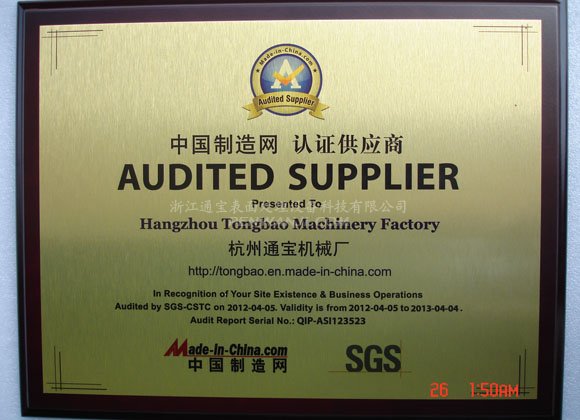 Made-in-China.com
Audited Supplier
中国制造网 认证供应商
AUDITED SUPPLIER
Presented To
浙江通宝表面处理设备科技有限公司
Hangzhou Tongbao Machinery Factory
杭州通宝机械厂
http://tongbao.en.made-in-china.com
In Recognition of Your Site Existence & Business Operations
Audited by SGS-CSTC on 2012-04-05. Validity is from 2012-04-05 to 2013-04-04.
Audit Report Serial No.: QIP-ASI123523
Made-in-China.com
中国制造网
SGS
26 1:50AM